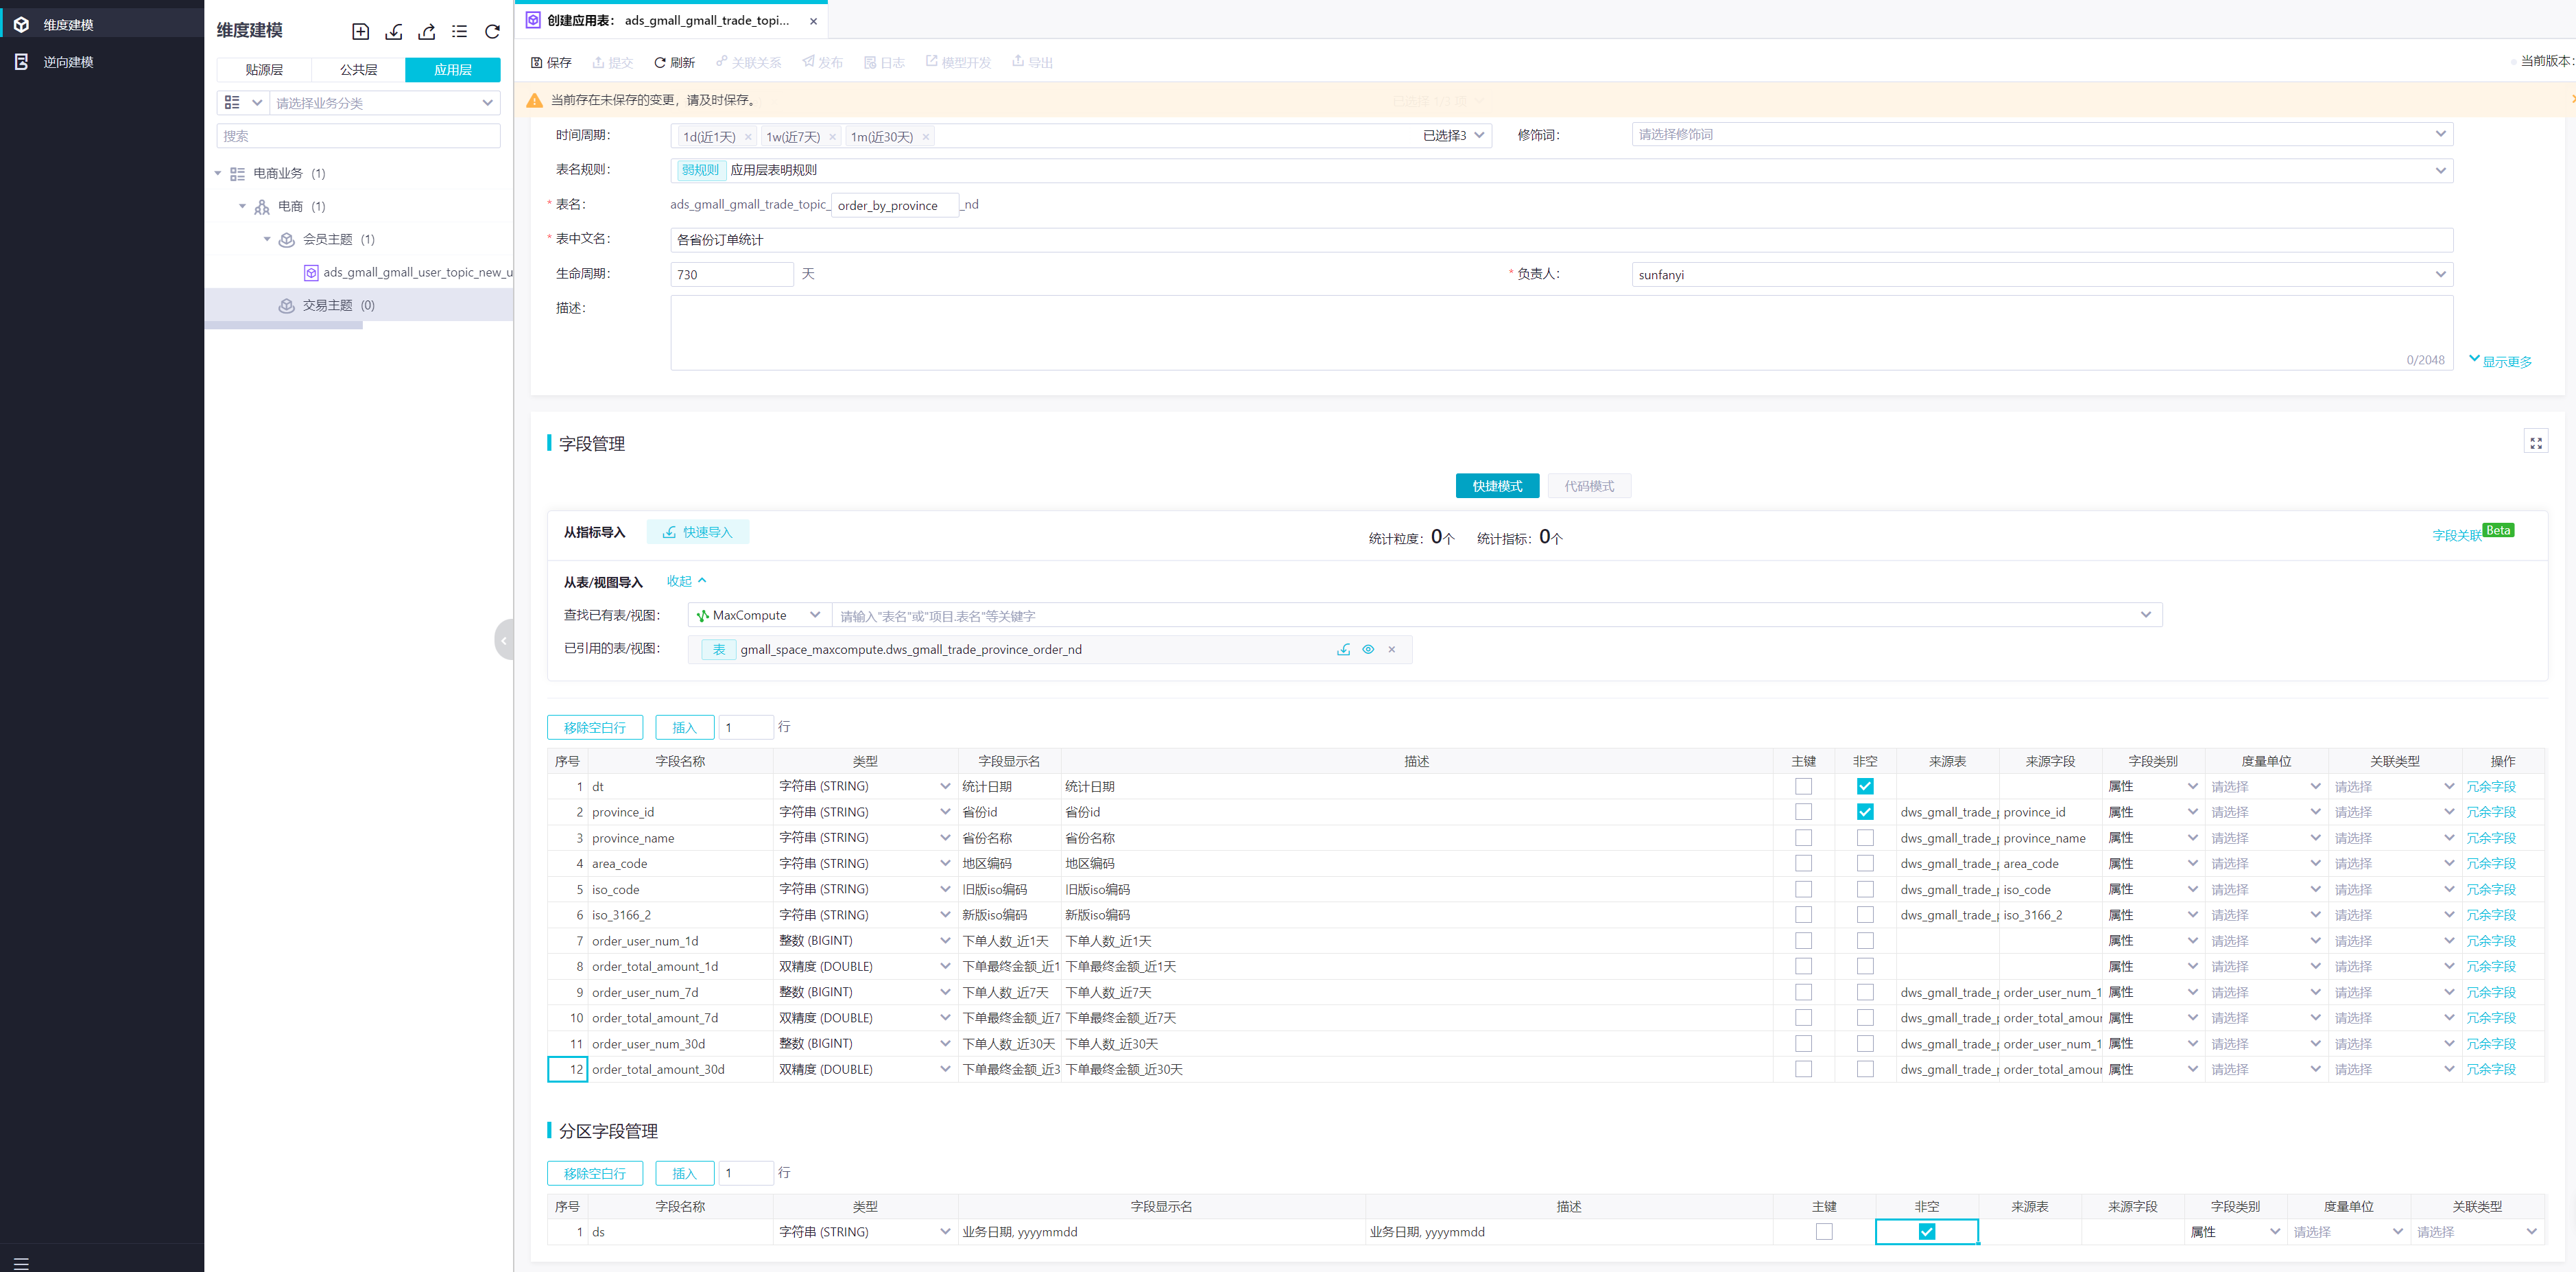 维度建模
逆向建模
维度建模
贴源层 公共层 应用层
请选择业务分类
搜索
电商业务 (1)
电商 (1)
会员主题 (1)
ads_gmall_gmall_user_topic_new_u
交易主题 (0)
创建应用表: ads_gmall_gmall_trade_topi...
保存 提交 刷新 关联关系 发布 日志 模型开发 导出 当前版本:
当前存在未保存的变更，请及时保存。
时间周期: 1d(近1天) × 1w(近7天) × 1m(近30天) × 已选择3 修饰词: 请选择修饰词
表名规则: 弱规则 应用层表明规则
* 表名: ads_gmall_gmall_trade_topic_ order_by_province _nd
* 表中文名: 各省份订单统计
生命周期: 730 天 * 负责人: sunfanyi
描述:
0/2048 显示更多
字段管理
快捷模式 代码模式
从指标导入 快速导入 统计粒度: 0个 统计指标: 0个 字段关联 Beta
从表/视图导入 收起
查找已有表/视图: MaxCompute 请输入"表名"或"项目.表名"等关键字
已引用的表/视图: 表 gmall_space_maxcompute.dws_gmall_trade_province_order_nd ×
移除空白行 插入 1 行
序号 字段名称 类型 字段显示名 描述 主键 非空 来源表 来源字段 字段类别 度量单位 关联类型 操作
1 dt 字符串 (STRING) 统计日期 统计日期 属性 请选择 请选择 冗余字段
2 province_id 字符串 (STRING) 省份id 省份id dws_gmall_trade_p province_id 属性 请选择 请选择 冗余字段
3 province_name 字符串 (STRING) 省份名称 省份名称 dws_gmall_trade_p province_name 属性 请选择 请选择 冗余字段
4 area_code 字符串 (STRING) 地区编码 地区编码 dws_gmall_trade_p area_code 属性 请选择 请选择 冗余字段
5 iso_code 字符串 (STRING) 旧版iso编码 旧版iso编码 dws_gmall_trade_p iso_code 属性 请选择 请选择 冗余字段
6 iso_3166_2 字符串 (STRING) 新版iso编码 新版iso编码 dws_gmall_trade_p iso_3166_2 属性 请选择 请选择 冗余字段
7 order_user_num_1d 整数 (BIGINT) 下单人数_近1天 下单人数_近1天 属性 请选择 请选择 冗余字段
8 order_total_amount_1d 双精度 (DOUBLE) 下单最终金额_近1 下单最终金额_近1天 属性 请选择 请选择 冗余字段
9 order_user_num_7d 整数 (BIGINT) 下单人数_近7天 下单人数_近7天 dws_gmall_trade_p order_user_num_1 属性 请选择 请选择 冗余字段
10 order_total_amount_7d 双精度 (DOUBLE) 下单最终金额_近7 下单最终金额_近7天 dws_gmall_trade_p order_total_amour 属性 请选择 请选择 冗余字段
11 order_user_num_30d 整数 (BIGINT) 下单人数_近30天 下单人数_近30天 dws_gmall_trade_p order_user_num_1 属性 请选择 请选择 冗余字段
12 order_total_amount_30d 双精度 (DOUBLE) 下单最终金额_近3 下单最终金额_近30天 dws_gmall_trade_p order_total_amour 属性 请选择 请选择 冗余字段
分区字段管理
移除空白行 插入 1 行
序号 字段名称 类型 字段显示名 描述 主键 非空 来源表 来源字段 字段类别 度量单位 关联类型
1 ds 字符串 (STRING) 业务日期, yyyymmdd 业务日期, yyyymmdd 属性 请选择 请选择